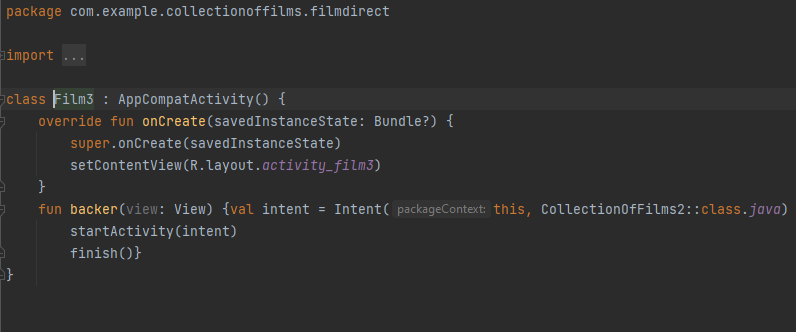 package com.example.collectionoffilms.filmdirect
import ...
class Film3 : AppCompatActivity() {
override fun onCreate(savedInstanceState: Bundle?) {
super.onCreate(savedInstanceState)
setContentView(R.layout.activity_film3)
}
fun backer(view: View) {val intent = Intent( packageContext: this, CollectionOfFilms2::class.java)
startActivity(intent)
finish()}
}